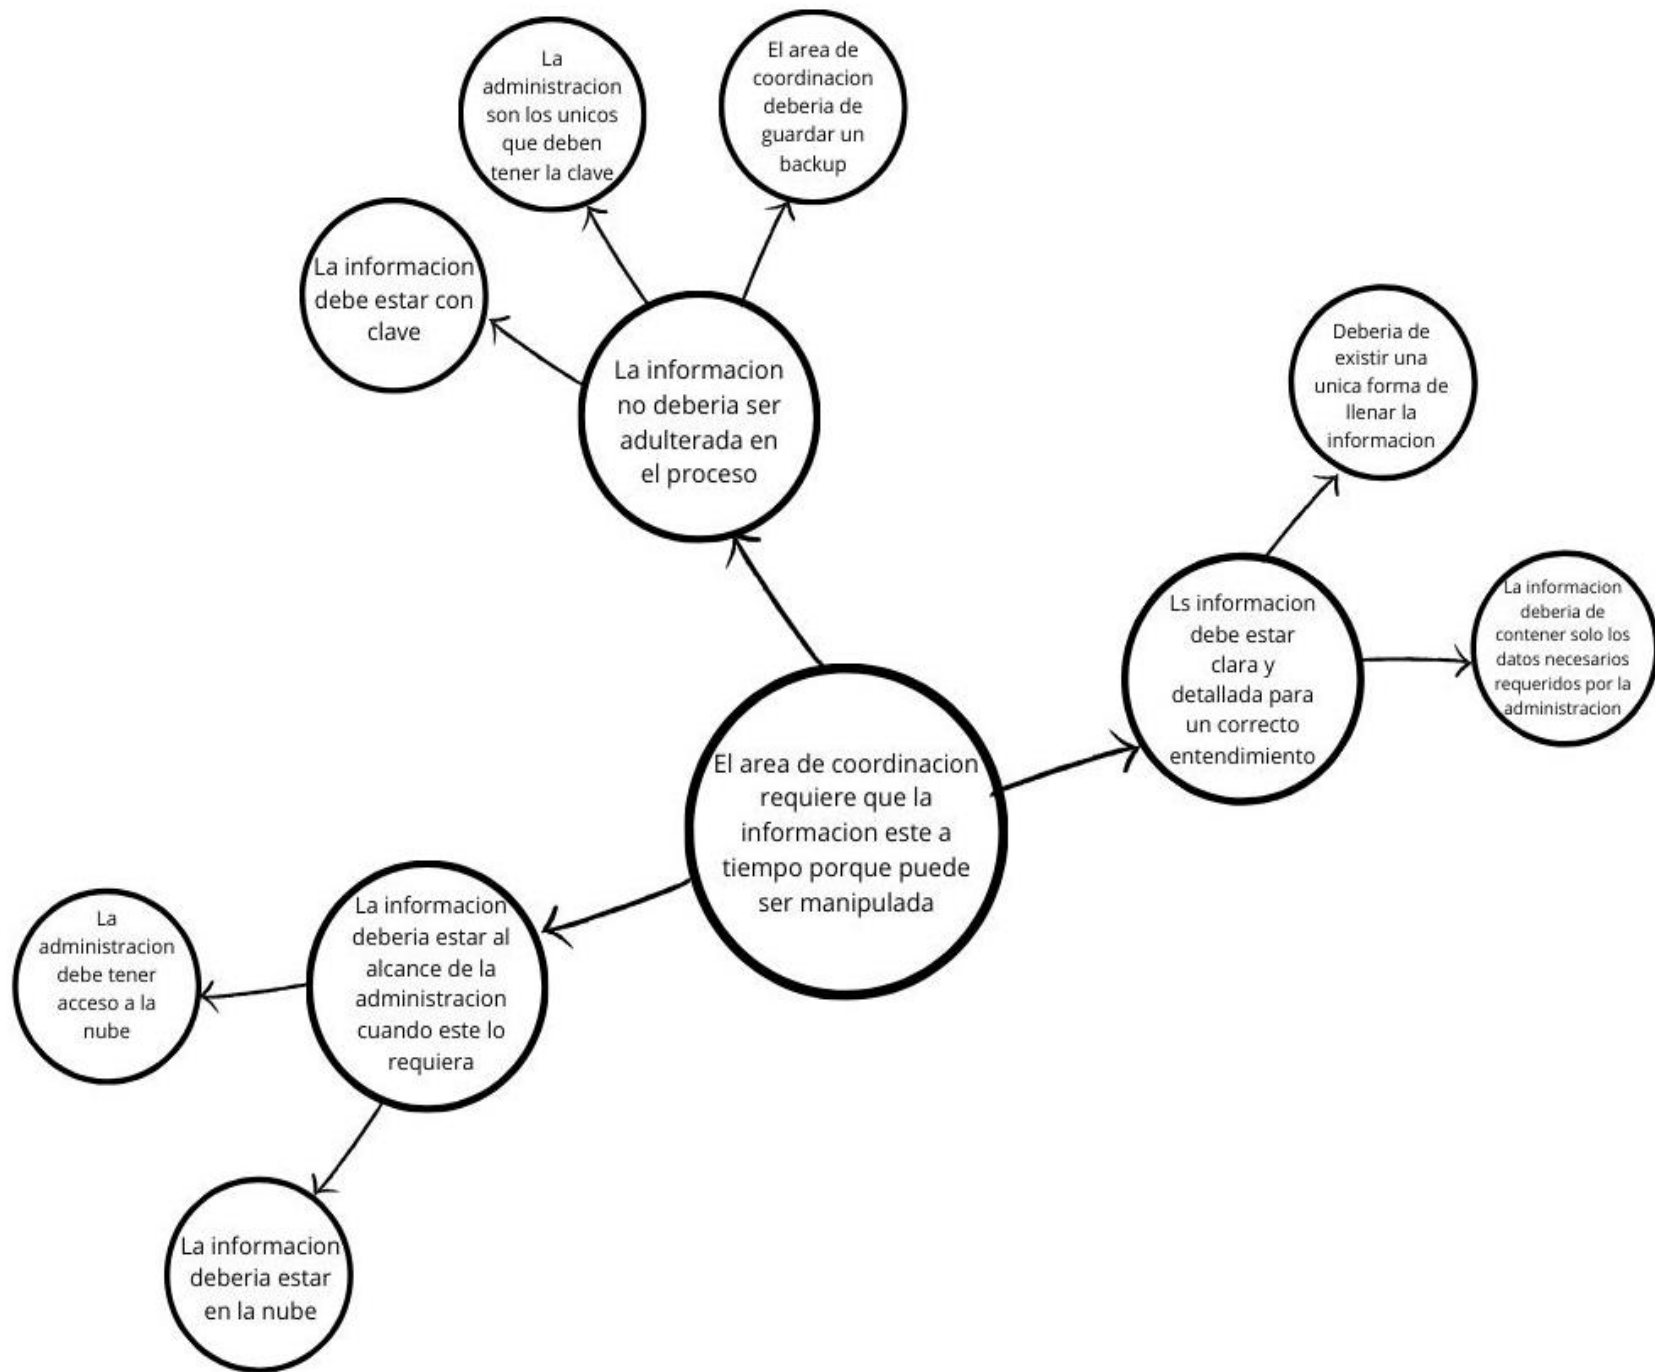 La
administracion
son los unicos
que deben
tener la clave
El area de
coordinacion
deberia de
guardar un
backup
La informacion
debe estar con
clave
La informacion
no deberia ser
adulterada en
el proceso
Deberia de
existir una
unica forma de
llenar la
informacion
Ls informacion
debe estar
clara y
detallada para
un correcto
entendimiento
La informacion
deberia de
contener solo los
datos necesarios
requeridos por la
administracion
El area de coordinacion
requiere que la
informacion este a
tiempo porque puede
ser manipulada
La informacion
deberia estar al
alcance de la
administracion
cuando este lo
requiera
La
administracion
debe tener
acceso a la
nube
La informacion
deberia estar
en la nube